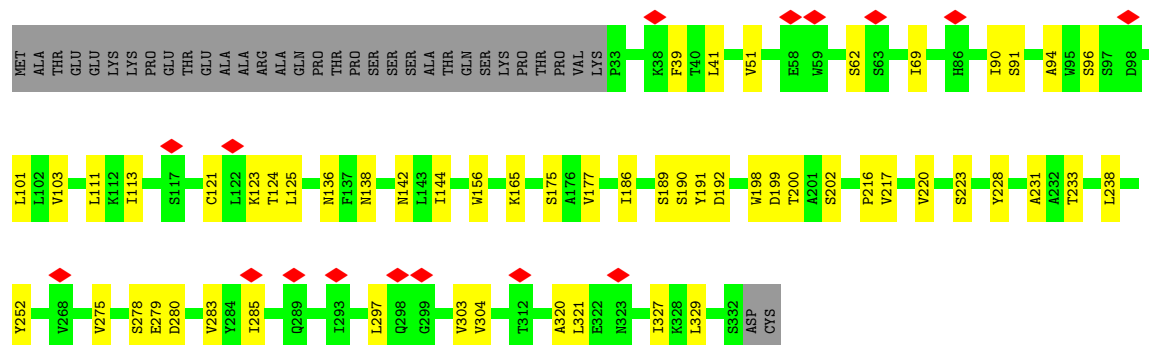 MET ALA THR GLU GLU LYS LYS PRO GLU THR GLU ALA ALA ARG ALA GLN PRO THR PRO SER SER SER ALA THR GLN SER LYS PRO THR PRO VAL LYS P33 K38 F39 T40 L41 V51 E58 W59 S62 S63 I69 H86 I90 S91 A94 W95 S96 S97 D98
L101 L102 V103 L111 K112 I113 S117 C121 L122 K123 T124 L125 N136 F137 N138 N142 L143 I144 W156 K165 S175 A176 V177 I186 S189 S190 Y191 D192 W198 D199 T200 A201 S202 P216 V217 V220 S223 Y228 A231 A232 T233 L238
Y252 V268 V275 S278 E279 D280 V283 Y284 I285 Q289 I293 L297 Q298 G299 V303 V304 T312 A320 L321 E322 N323 I327 K328 L329 S332 ASP CYS